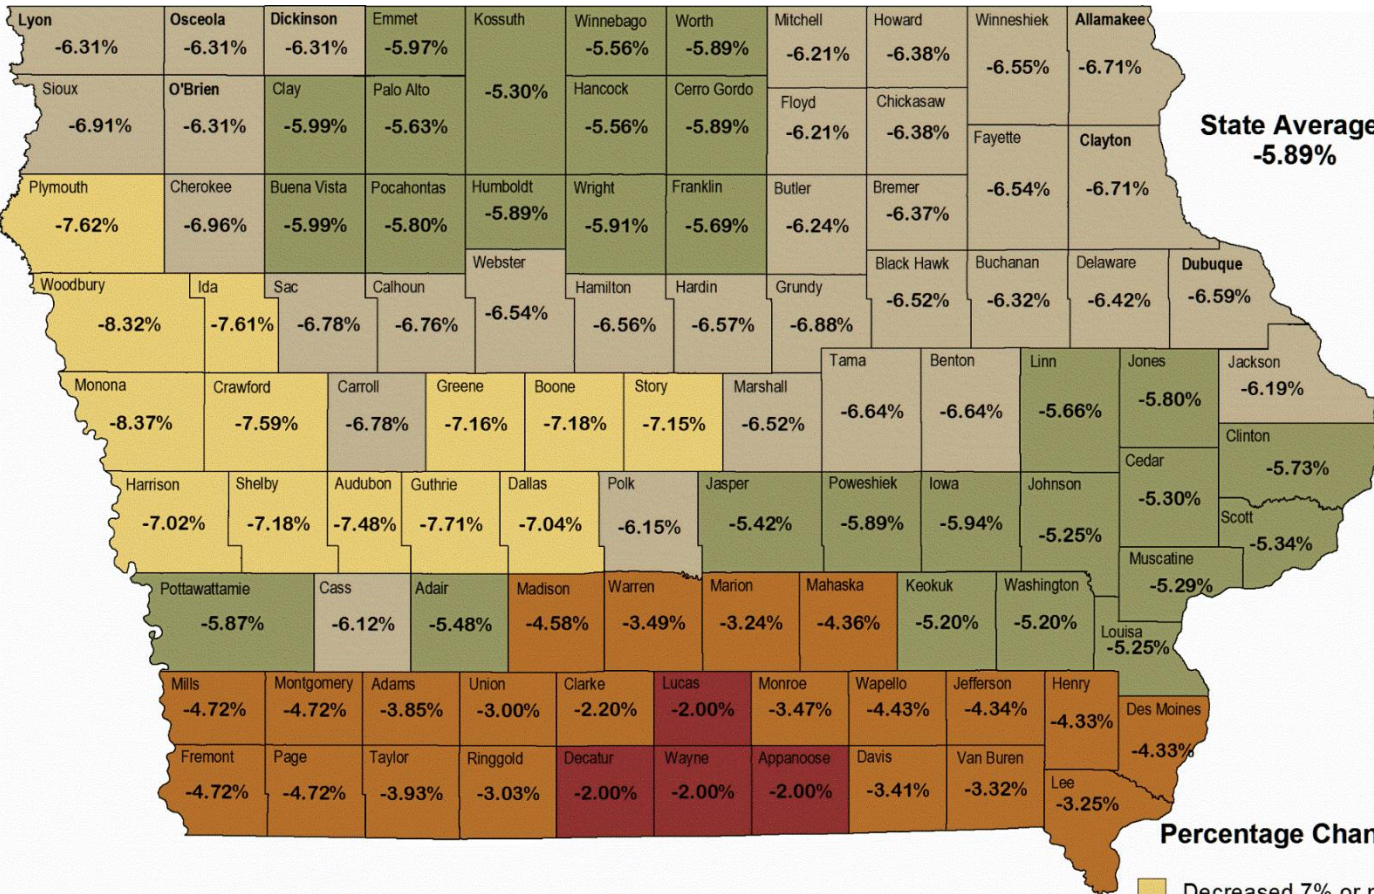 Lyon
-6.31%
Osceola
-6.31%
Dickinson
-6.31%
Emmet
-5.97%
Kossuth
-5.30%
Winnebago
-5.56%
Worth
-5.89%
Mitchell
-6.21%
Howard
-6.38%
Winneshiek
-6.55%
Allamakee
-6.71%
Sioux
-6.91%
O'Brien
-6.31%
Clay
-5.99%
Palo Alto
-5.63%
Hancock
-5.56%
Cerro Gordo
-5.89%
Floyd
-6.21%
Chickasaw
-6.38%
Fayette
-6.54%
Clayton
-6.71%
State Average
-5.89%
Plymouth
-7.62%
Cherokee
-6.96%
Buena Vista
-5.99%
Pocahontas
-5.80%
Humboldt
-5.89%
Wright
-5.91%
Franklin
-5.69%
Butler
-6.24%
Bremer
-6.37%
Woodbury
-8.32%
Ida
-7.61%
Sac
-6.78%
Calhoun
-6.76%
Webster
-6.54%
Hamilton
-6.56%
Hardin
-6.57%
Grundy
-6.88%
Black Hawk
-6.52%
Buchanan
-6.32%
Delaware
-6.42%
Dubuque
-6.59%
Monona
-8.37%
Crawford
-7.59%
Carroll
-6.78%
Greene
-7.16%
Boone
-7.18%
Story
-7.15%
Marshall
-6.52%
Tama
-6.64%
Benton
-6.64%
Linn
-5.66%
Jones
-5.80%
Jackson
-6.19%
Clinton
-5.73%
Cedar
-5.30%
Harrison
-7.02%
Shelby
-7.18%
Audubon
-7.48%
Guthrie
-7.71%
Dallas
-7.04%
Polk
-6.15%
Jasper
-5.42%
Poweshiek
-5.89%
Iowa
-5.94%
Johnson
-5.25%
Scott
-5.34%
Muscatine
-5.29%
Pottawattamie
-5.87%
Cass
-6.12%
Adair
-5.48%
Madison
-4.58%
Warren
-3.49%
Marion
-3.24%
Mahaska
-4.36%
Keokuk
-5.20%
Washington
-5.20%
Louisa
-5.25%
Mills
-4.72%
Montgomery
-4.72%
Adams
-3.85%
Union
-3.00%
Clarke
-2.20%
Lucas
-2.00%
Monroe
-3.47%
Wapello
-4.43%
Jefferson
-4.34%
Henry
-4.33%
Des Moines
-4.33%
Fremont
-4.72%
Page
-4.72%
Taylor
-3.93%
Ringgold
-3.03%
Decatur
-2.00%
Wayne
-2.00%
Appanoose
-2.00%
Davis
-3.41%
Van Buren
-3.32%
Lee
-3.25%
Percentage Chan
Decreased 7% or